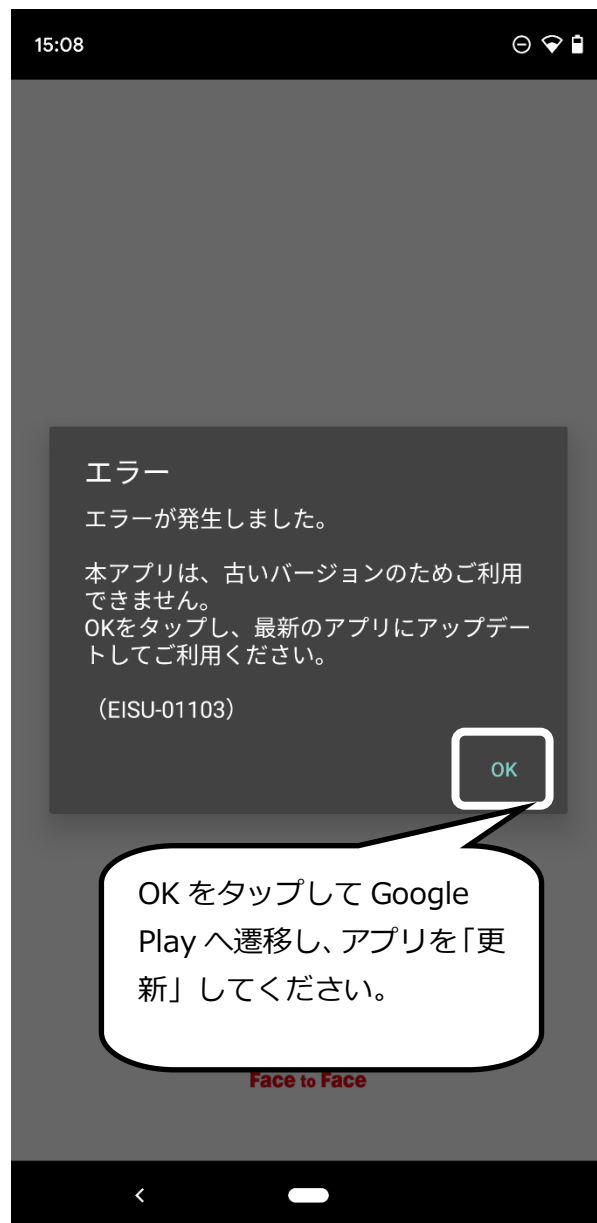 15:08
エラー
エラーが発生しました。
本アプリは、古いバージョンのためご利用
できません。
OKをタップし、最新のアプリにアップデー
トしてご利用ください。
（EISU-01103）
OK
OK をタップして Google
Play へ遷移し、アプリを「更
新」してください。
Face to Face